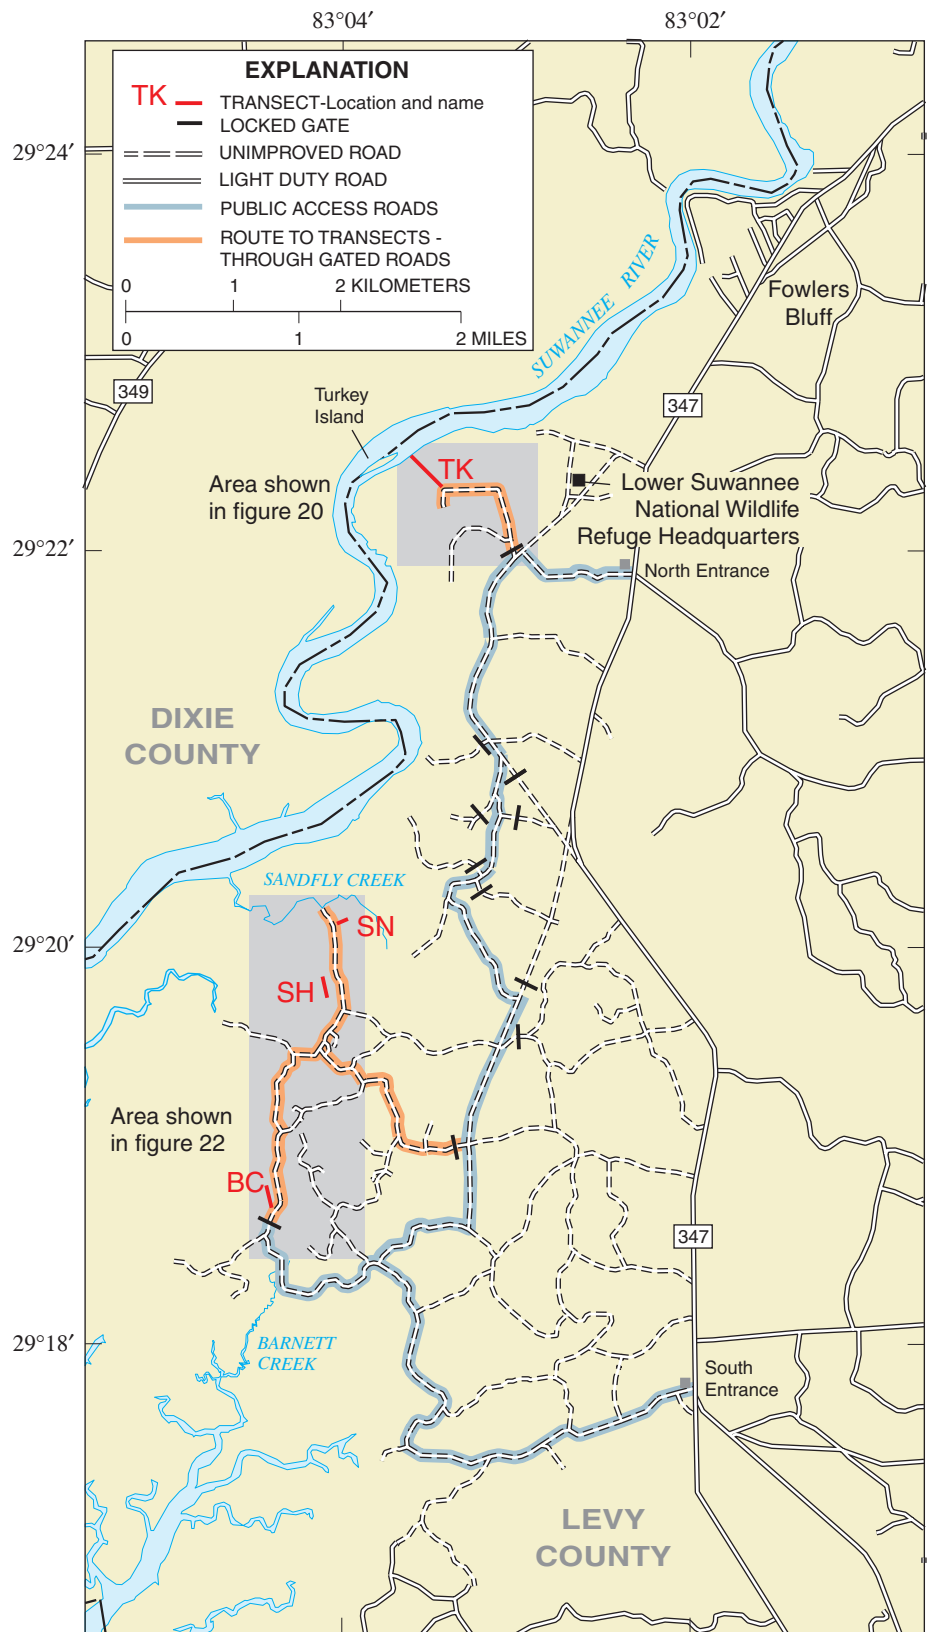 83°04′
83°02′
EXPLANATION
TK
TRANSECT-Location and name
LOCKED GATE
UNIMPROVED ROAD
LIGHT DUTY ROAD
PUBLIC ACCESS ROADS
ROUTE TO TRANSECTS -
THROUGH GATED ROADS
0 1 2 KILOMETERS
0 1 2 MILES
29°24′
SUWANNEE RIVER
Fowlers
Bluff
349
347
Turkey
Island
TK
Area shown
in figure 20
Lower Suwannee
National Wildlife
Refuge Headquarters
29°22′
North Entrance
DIXIE
COUNTY
SANDFLY CREEK
SN
29°20′
SH
Area shown
in figure 22
BC
347
29°18′
BARNETT
CREEK
South
Entrance
LEVY
COUNTY